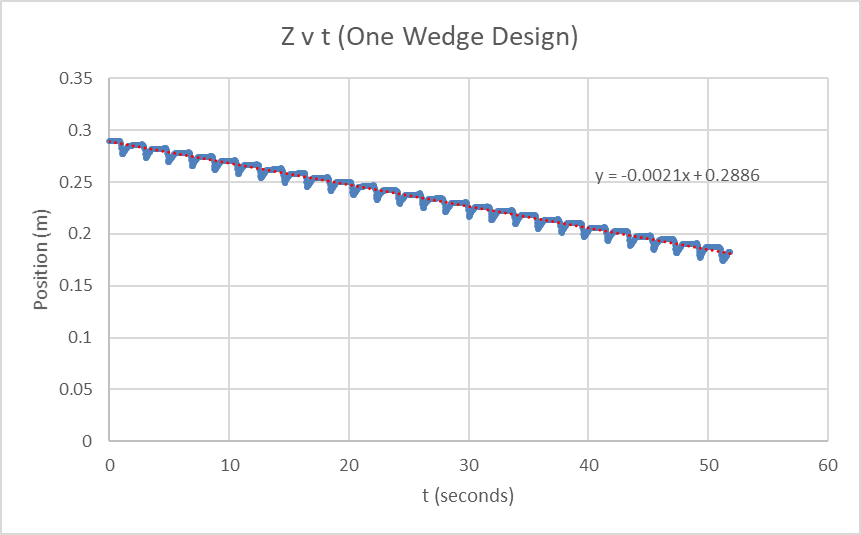 Z v t (One Wedge Design)
0.35
0.3
0.25
0.2
0.15
0.1
0.05
0
Position (m)
y = -0.0021x + 0.2886
0 10 20 30 40 50 60
t (seconds)